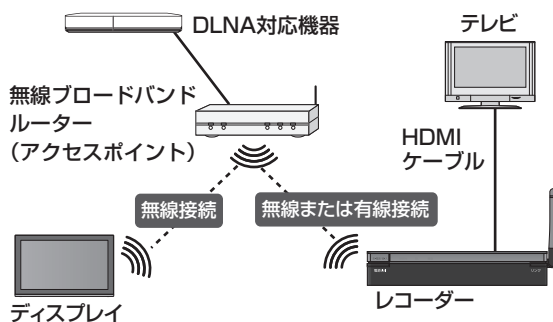 DLNA対応機器
テレビ
無線ブロードバンド
ルーター
（アクセスポイント）
HDMI
ケーブル
無線接続
無線または有線接続
ディスプレイ
レコーダー